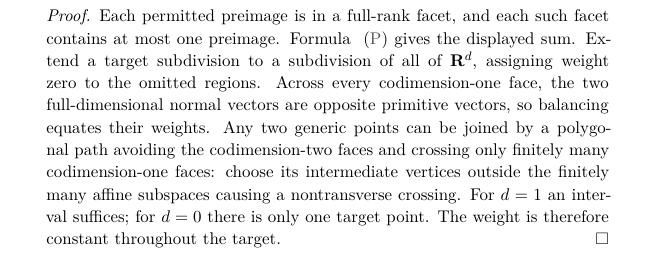 Proof. Each permitted preimage is in a full-rank facet, and each such facet
contains at most one preimage. Formula (P) gives the displayed sum. Ex-
tend a target subdivision to a subdivision of all of R^d, assigning weight
zero to the omitted regions. Across every codimension-one face, the two
full-dimensional normal vectors are opposite primitive vectors, so balancing
equates their weights. Any two generic points can be joined by a polygo-
nal path avoiding the codimension-two faces and crossing only finitely many
codimension-one faces: choose its intermediate vertices outside the finitely
many affine subspaces causing a nontransverse crossing. For d = 1 an inter-
val suffices; for d = 0 there is only one target point. The weight is therefore
constant throughout the target. □